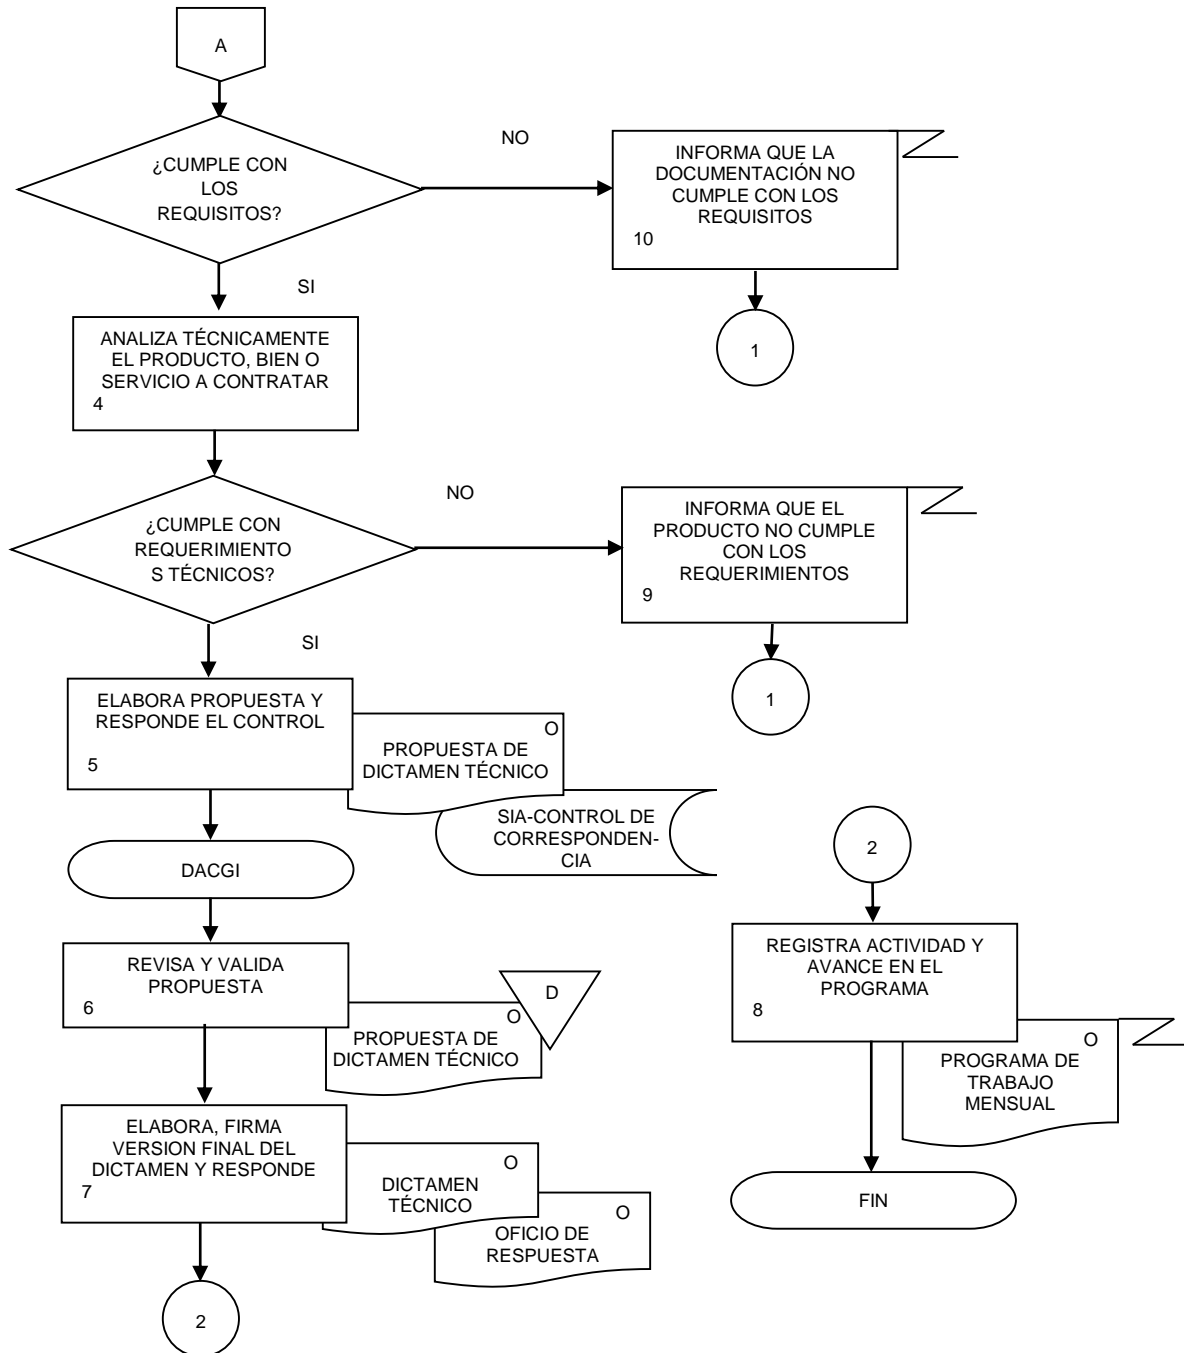 A
¿CUMPLE CON
LOS
REQUISITOS?
NO
INFORMA QUE LA
DOCUMENTACIÓN NO
CUMPLE CON LOS
REQUISITOS
10
1
SI
ANALIZA TÉCNICAMENTE
EL PRODUCTO, BIEN O
SERVICIO A CONTRATAR
4
¿CUMPLE CON
REQUERIMIENTO
S TÉCNICOS?
NO
INFORMA QUE EL
PRODUCTO NO CUMPLE
CON LOS
REQUERIMIENTOS
9
1
SI
ELABORA PROPUESTA Y
RESPONDE EL CONTROL
5
O
PROPUESTA DE
DICTAMEN TÉCNICO
SIA-CONTROL DE
CORRESPONDEN-
CIA
DACGI
REVISA Y VALIDA
PROPUESTA
6
D
O
PROPUESTA DE
DICTAMEN TÉCNICO
ELABORA, FIRMA
VERSION FINAL DEL
DICTAMEN Y RESPONDE
7
O
DICTAMEN
TÉCNICO
O
OFICIO DE
RESPUESTA
2
2
REGISTRA ACTIVIDAD Y
AVANCE EN EL
PROGRAMA
8
O
PROGRAMA DE
TRABAJO
MENSUAL
FIN